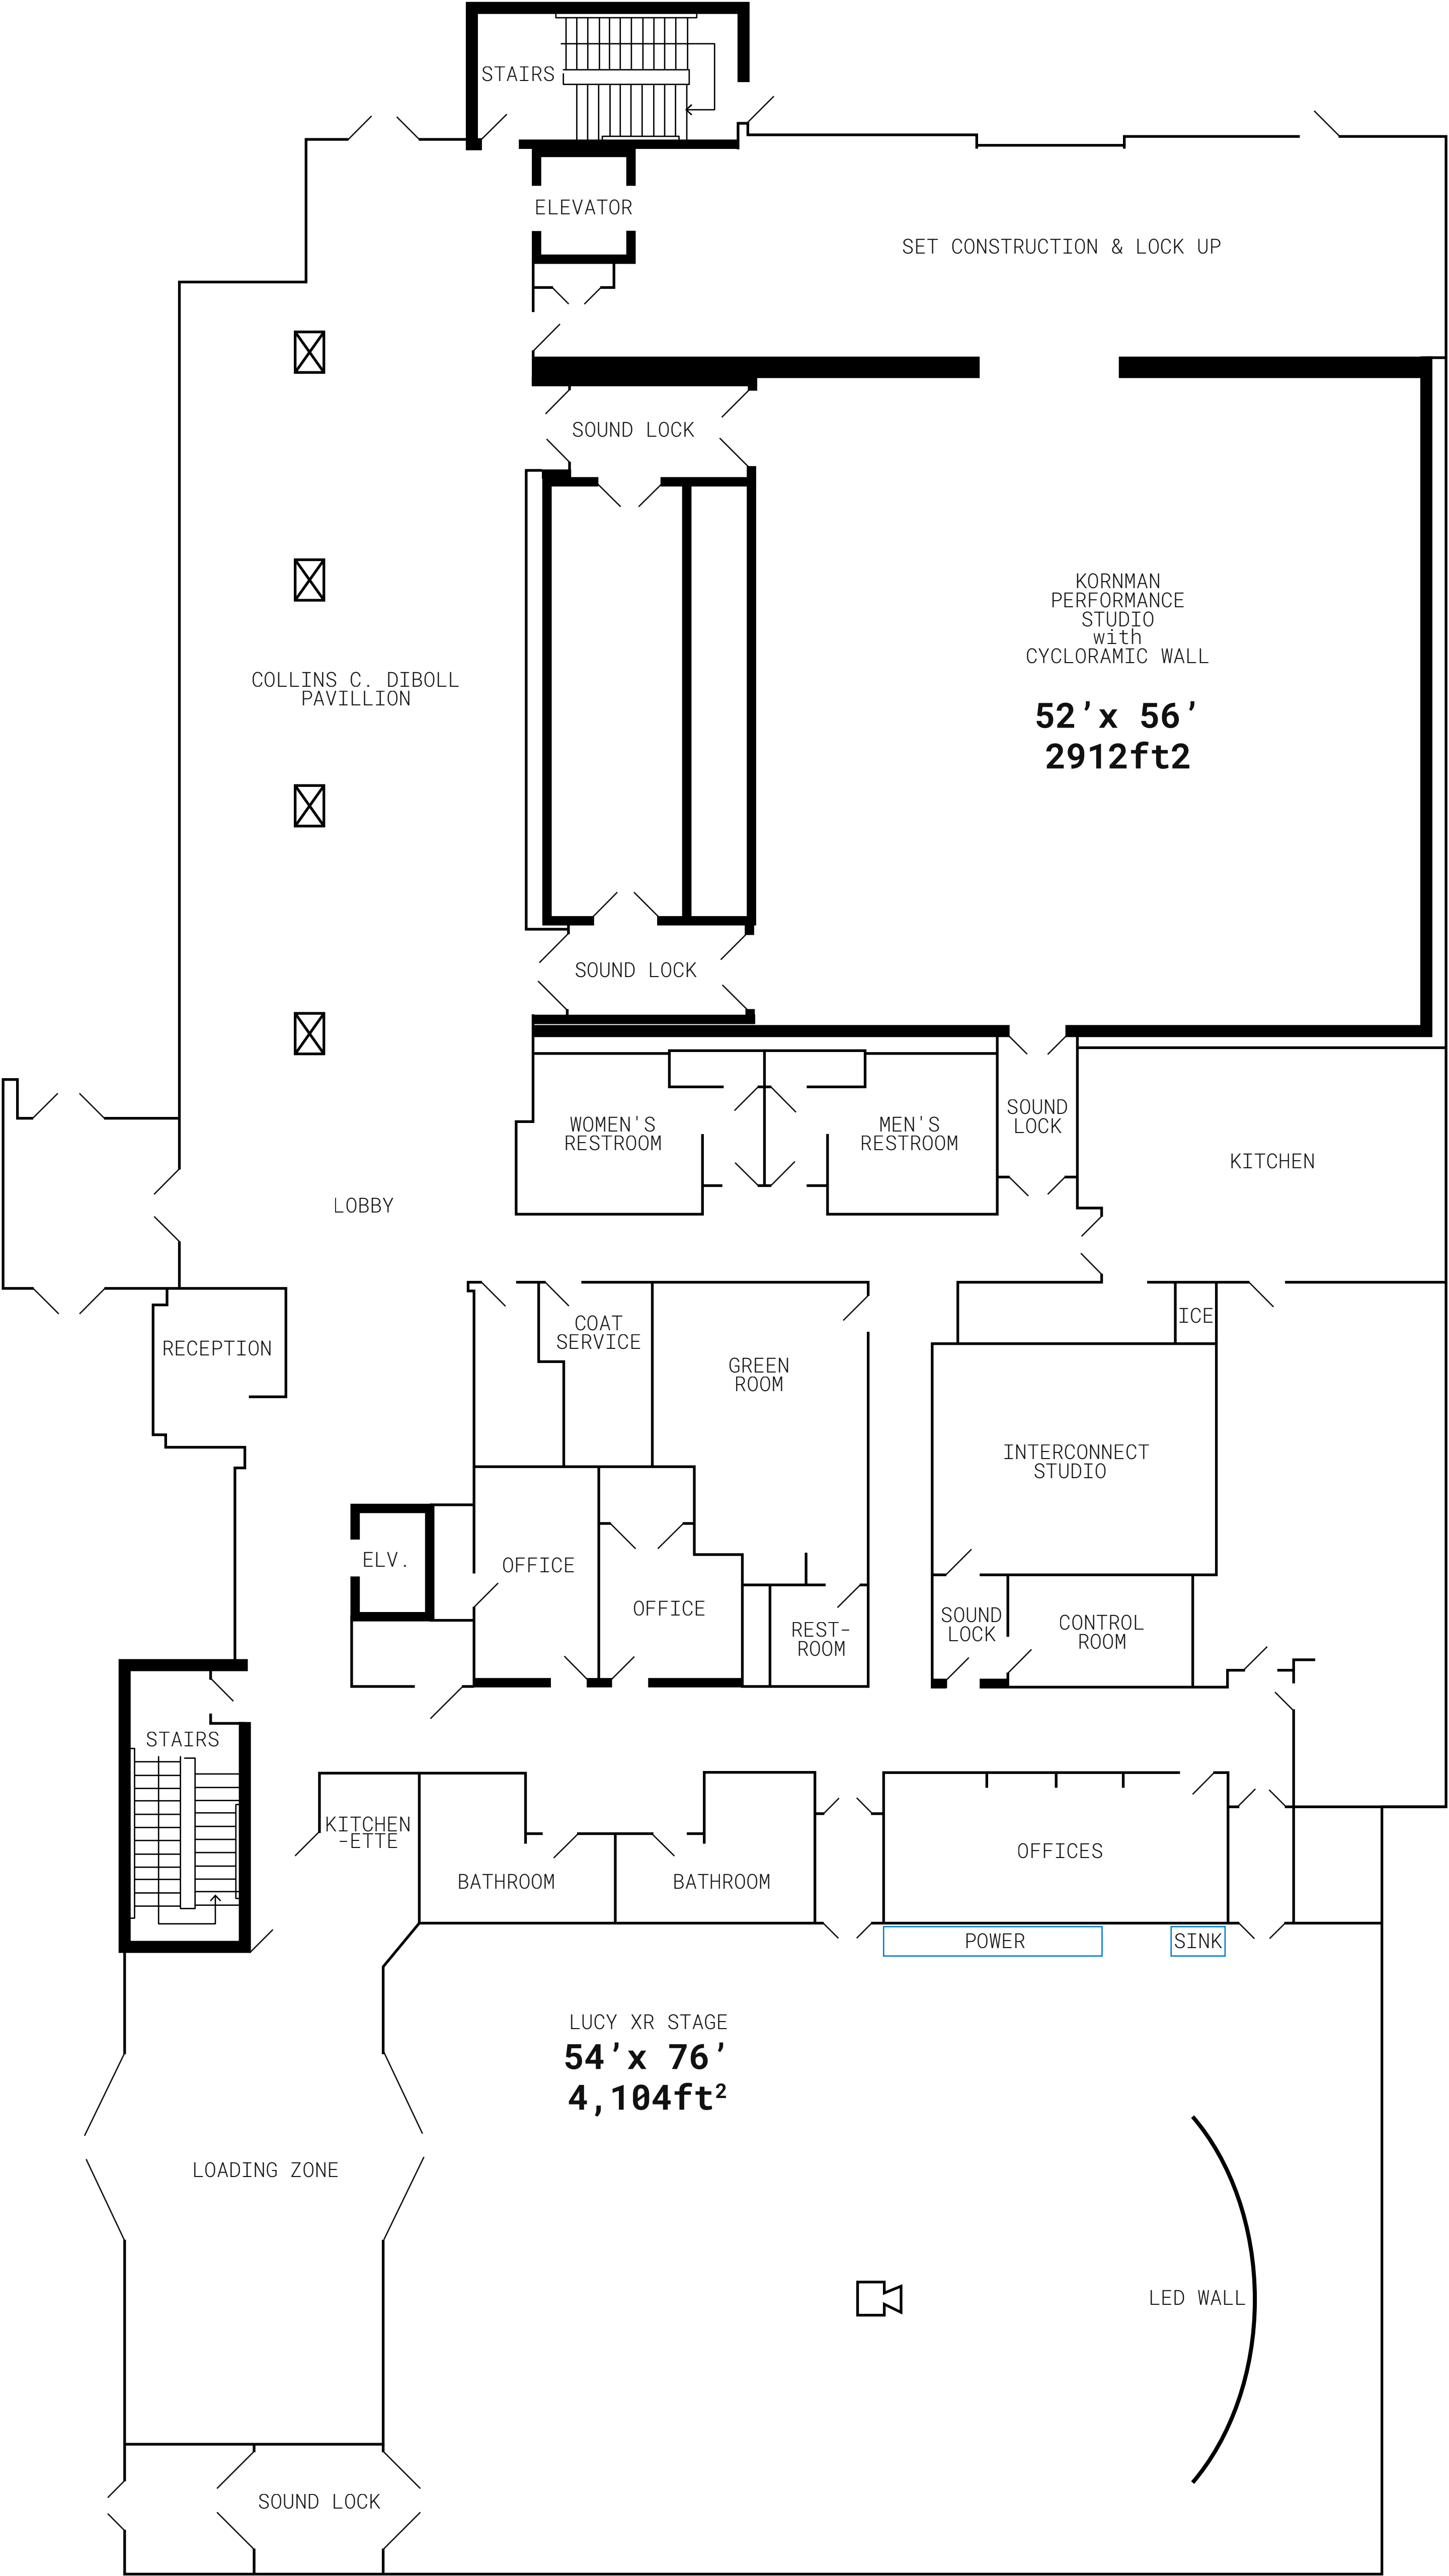 STAIRS
ELEVATOR
SET CONSTRUCTION & LOCK UP
SOUND LOCK
KORNMAN
PERFORMANCE
STUDIO
with
CYCLORAMIC WALL
52’x 56’
2912ft2
COLLINS C. DIBOLL
PAVILLION
SOUND LOCK
WOMEN'S
RESTROOM
MEN'S
RESTROOM
SOUND
LOCK
KITCHEN
LOBBY
RECEPTION
COAT
SERVICE
GREEN
ROOM
ICE
INTERCONNECT
STUDIO
ELV.
OFFICE
OFFICE
REST-
ROOM
SOUND
LOCK
CONTROL
ROOM
STAIRS
KITCHEN
-ETTE
BATHROOM
BATHROOM
OFFICES
POWER
SINK
LUCY XR STAGE
54’x 76’
4,104ft²
LOADING ZONE
LED WALL
SOUND LOCK